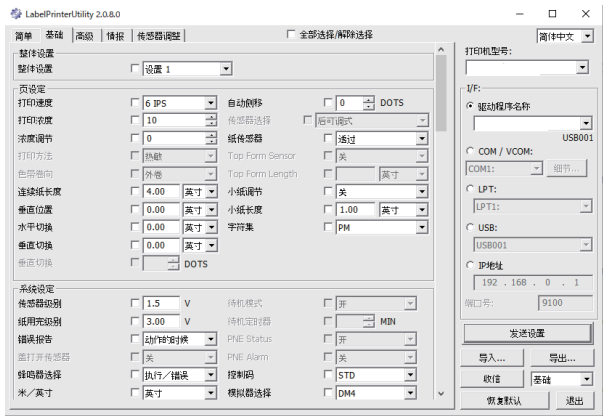 LabelPrinterUtility 2.0.8.0
简单 基础 高级 情报 传感器调整 全部选择/解除选择 简体中文
整体设置
整体设置 设置 1
页设定
打印速度 6 IPS 自动侧移 0 DOTS
打印浓度 10 传感器选择 后可调式
浓度调节 0 纸传感器 透过
打印方法 热敏 Top Form Sensor 关
色带卷向 外卷 Top Form Length 英寸
连续纸长度 4.00 英寸 小纸调节 关
垂直位置 0.00 英寸 小纸长度 1.00 英寸
水平切换 0.00 英寸 字符集 PM
垂直切换 0.00 英寸
垂直切换 DOTS
系统设定
传感器级别 1.5 V 待机模式 开
纸用完级别 3.00 V 待机定时器 MIN
错误报告 动作的时候 PNE Status 开
盖打开传感器 关 PNE Alarm 关
蜂鸣器选择 执行/错误 控制码 STD
米/英寸 英寸 模拟器选择 DM4
打印机型号:
I/F:
驱动程序名称
USB001
COM / VCOM:
COM1: 细节...
LPT:
LPT1:
USB:
USB001
IP地址
192 . 168 . 0 . 1
端口号: 9100
发送设置
导入... 导出...
收信 基础
恢复默认 退出